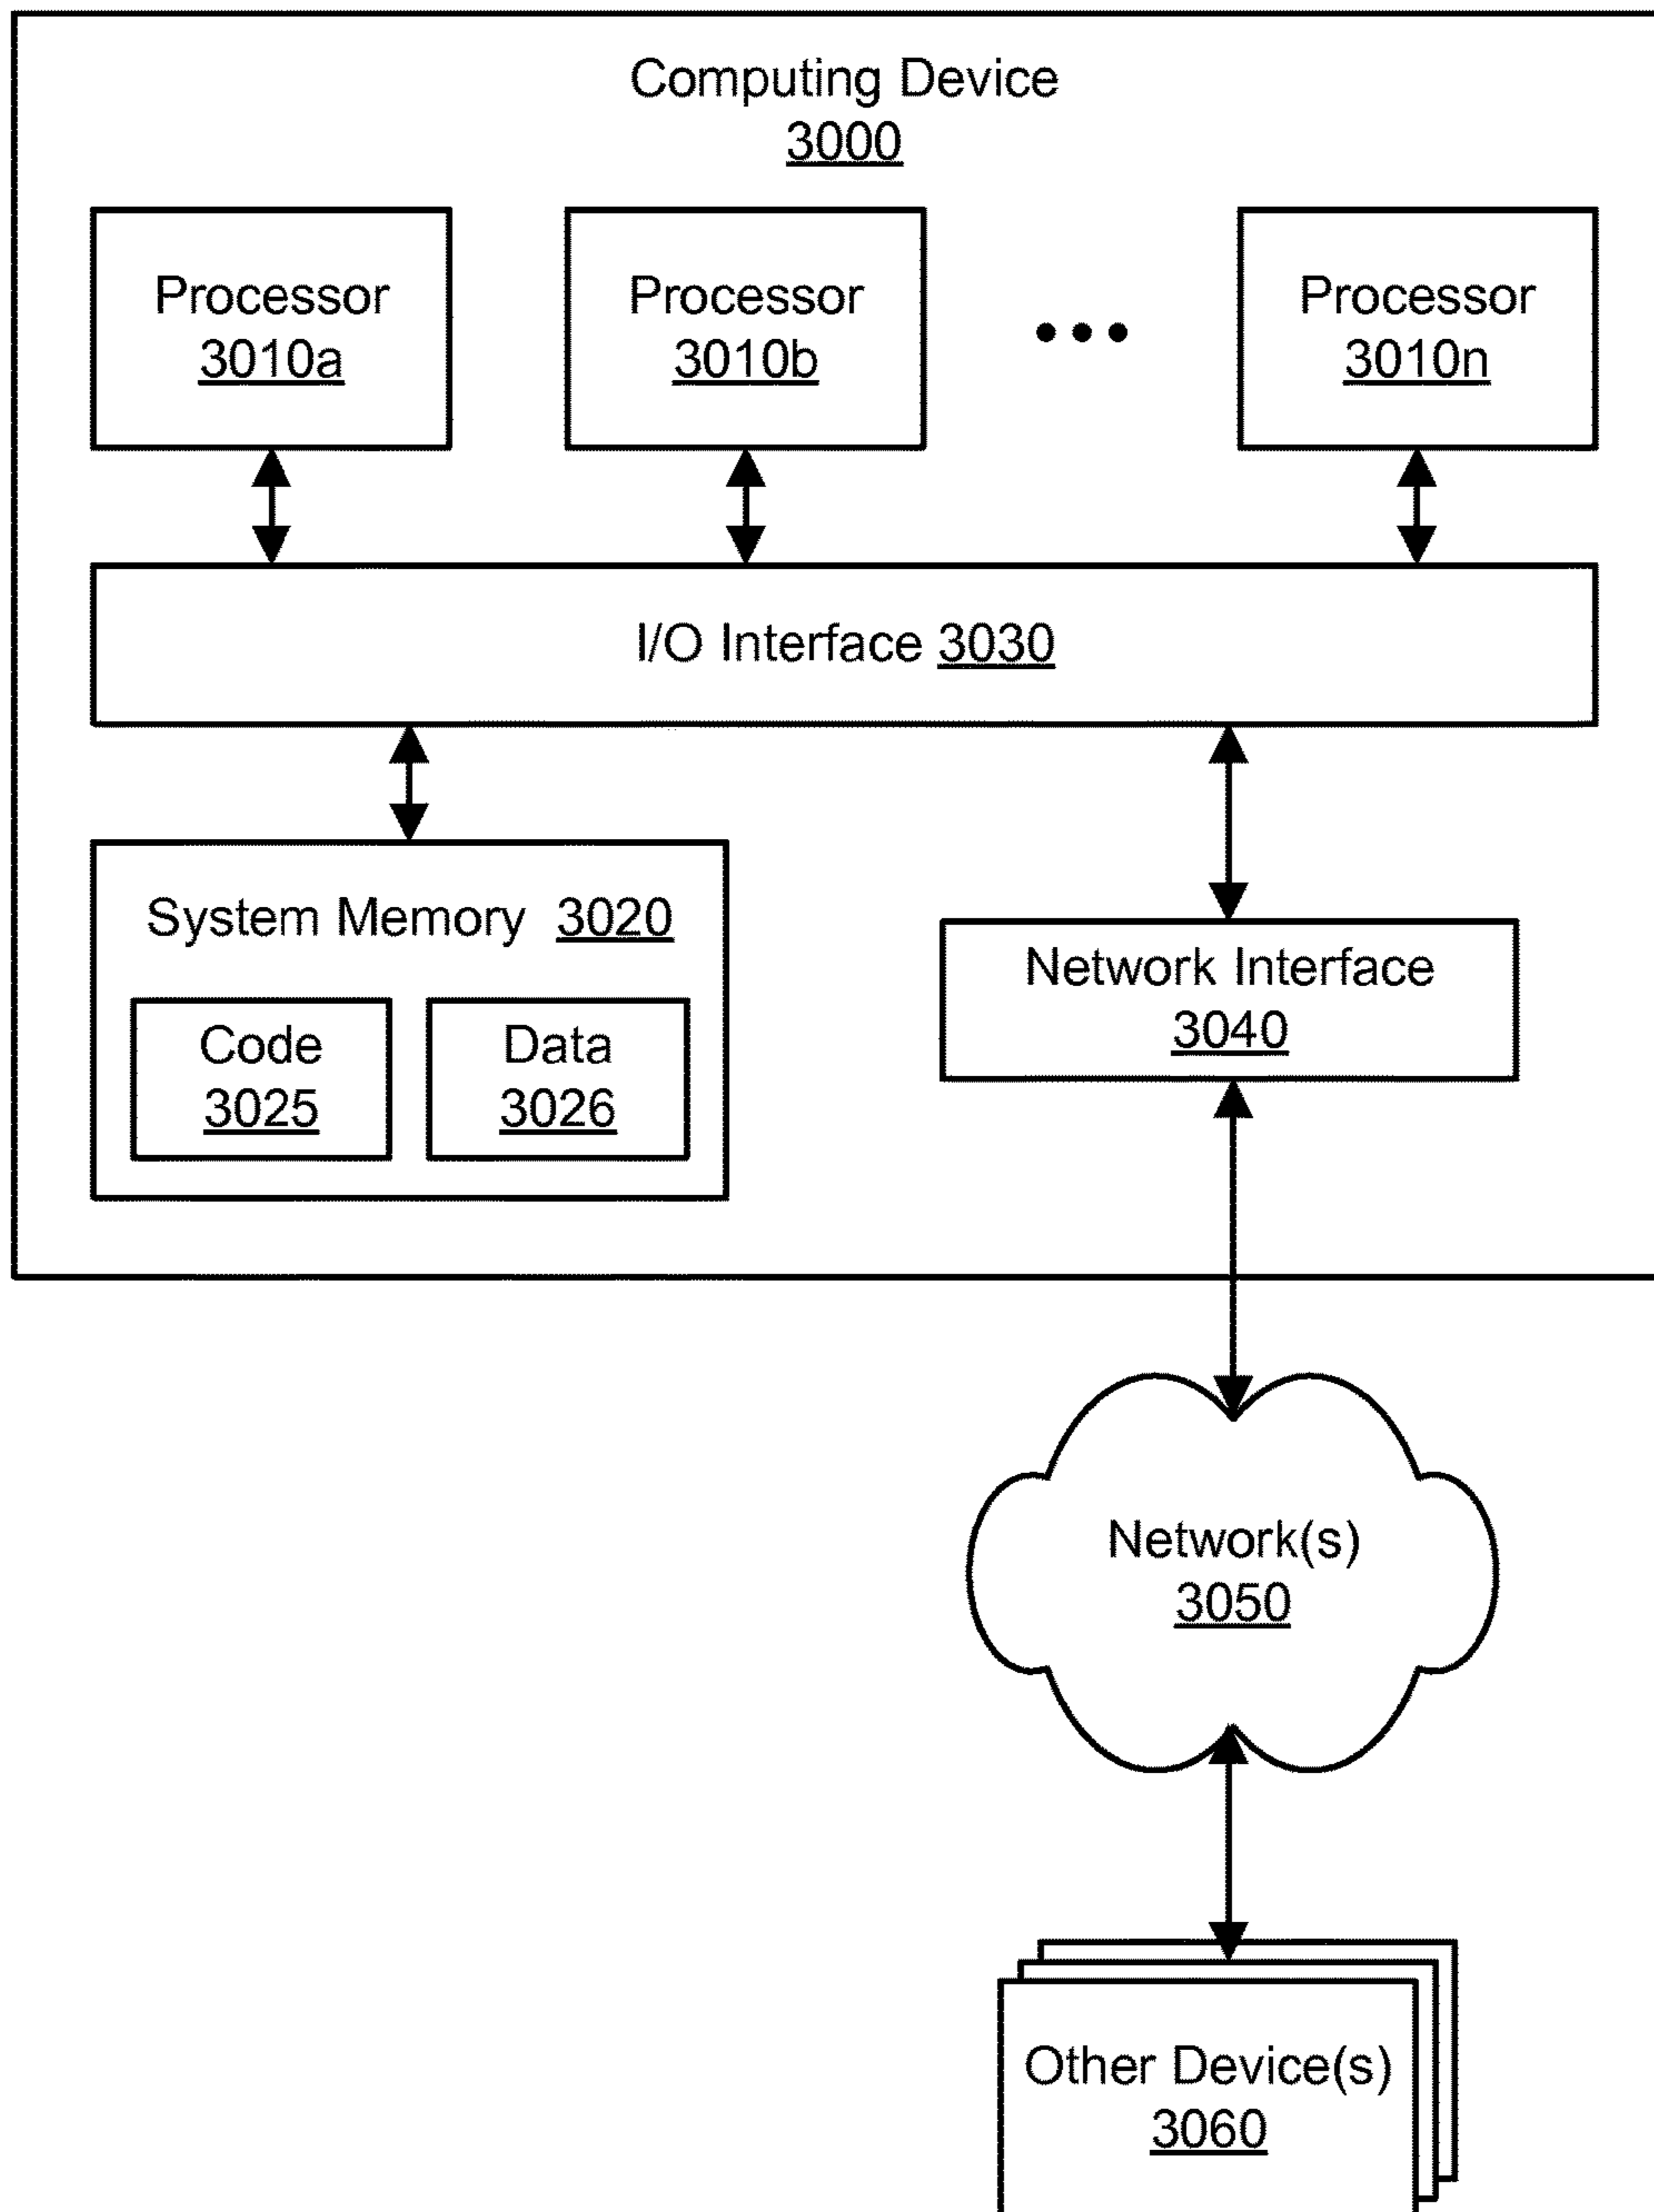 Computing Device
3000
Processor
3010a
Processor
3010b
Processor
3010n
I/O Interface 3030
System Memory 3020
Code
3025
Data
3026
Network Interface
3040
Network(s)
3050
Other Device(s)
3060